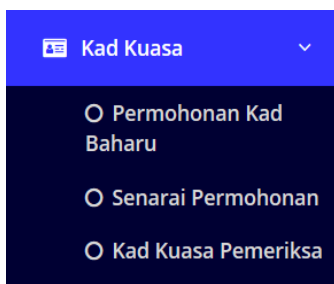 Kad Kuasa
Permohonan Kad
Baharu
Senarai Permohonan
Kad Kuasa Pemeriksa